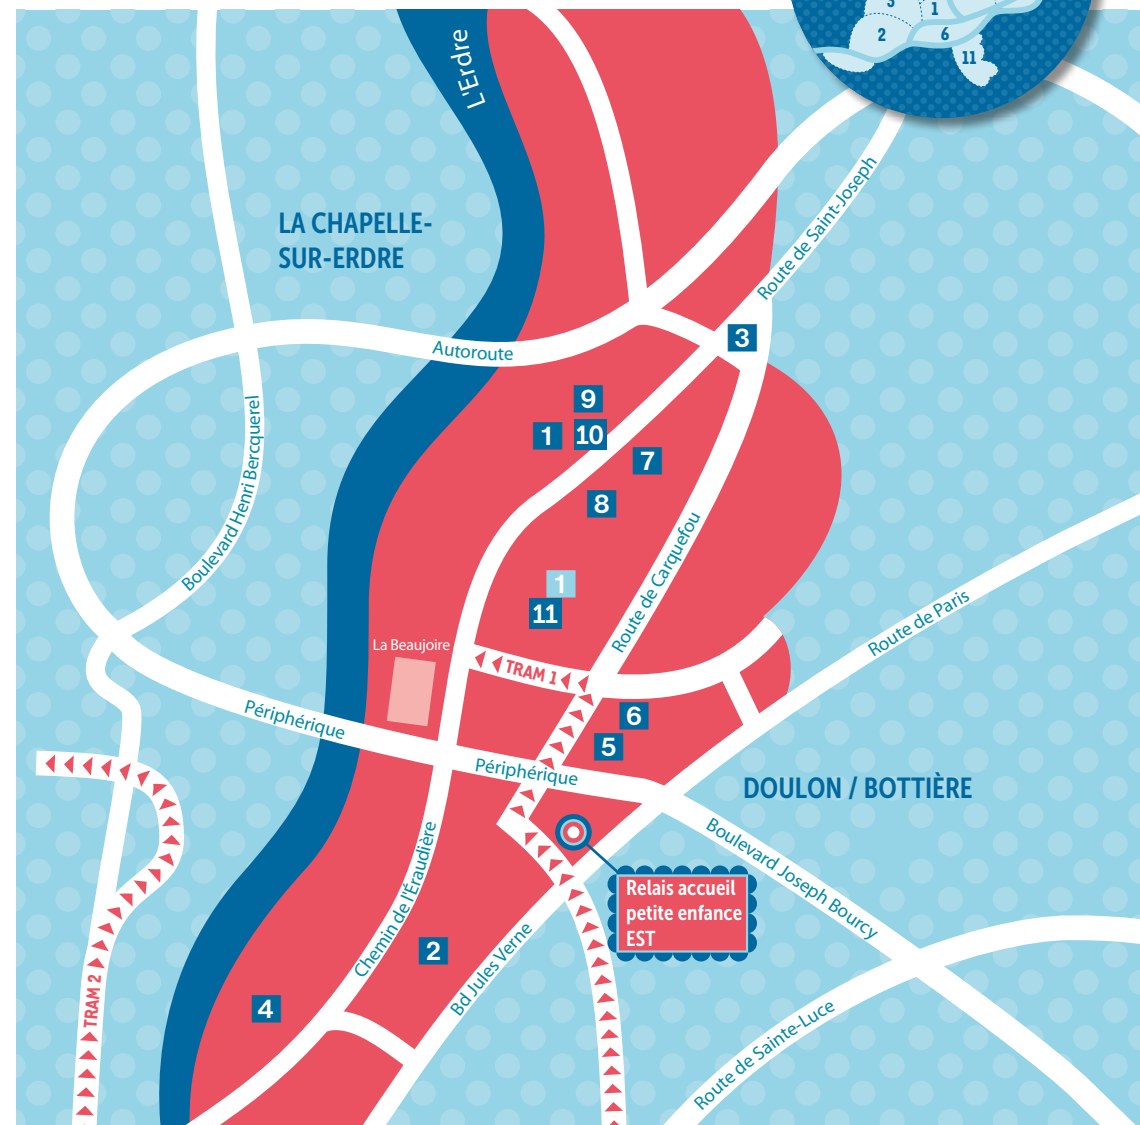 1
2
6
11
L'Erdre
LA CHAPELLE-
SUR-ERDRE
Route de Saint-Joseph
3
Autoroute
9
1
10
7
8
Boulevard Henri Bercquerel
Route de Carquefou
1
11
Route de Paris
La Beaujoire
TRAM 1
6
5
Périphérique
Périphérique
DOULON / BOTTIÈRE
Boulevard Joseph Bourcy
Chemin de l'Éraudière
Relais accueil
petite enfance
EST
2
Bd Jules Verne
4
TRAM 2
Route de Sainte-Luce